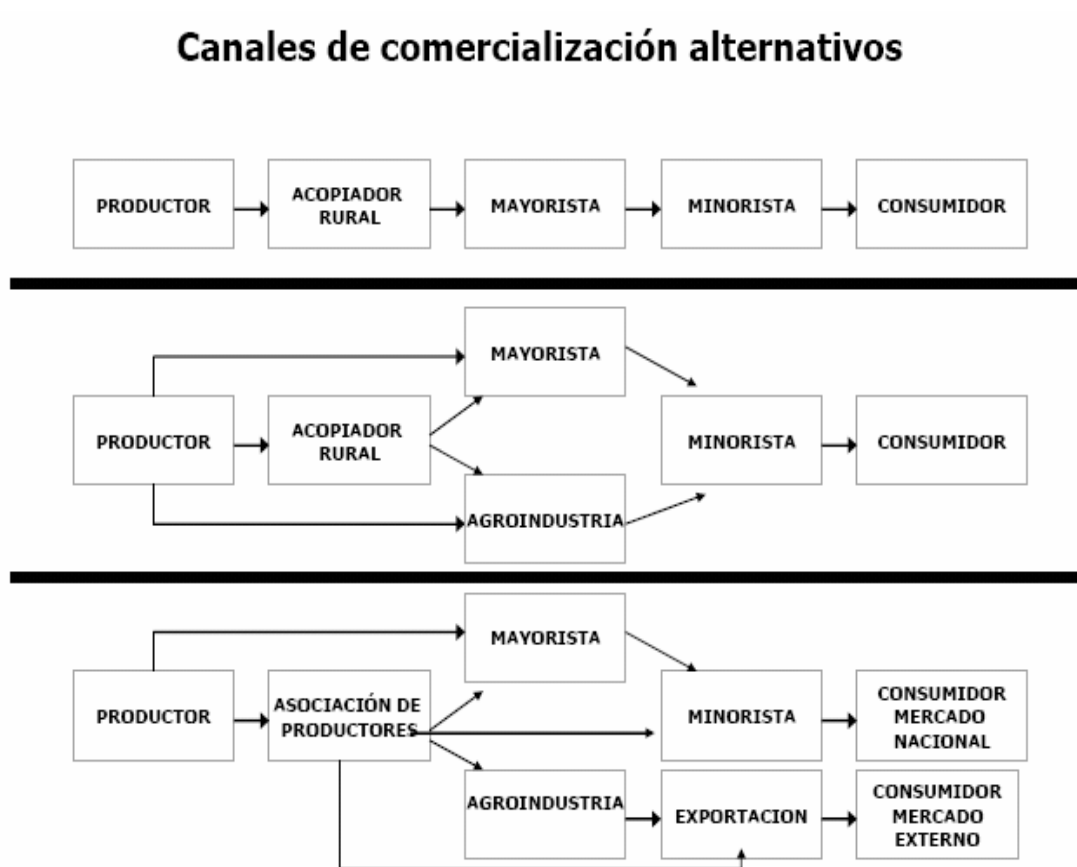 Canales de comercialización alternativos
PRODUCTOR
ACOPIADOR
RURAL
MAYORISTA
MINORISTA
CONSUMIDOR
MAYORISTA
PRODUCTOR
ACOPIADOR
RURAL
MINORISTA
CONSUMIDOR
AGROINDUSTRIA
MAYORISTA
PRODUCTOR
ASOCIACIÓN DE
PRODUCTORES
MINORISTA
CONSUMIDOR
MERCADO
NACIONAL
AGROINDUSTRIA
EXPORTACION
CONSUMIDOR
MERCADO
EXTERNO